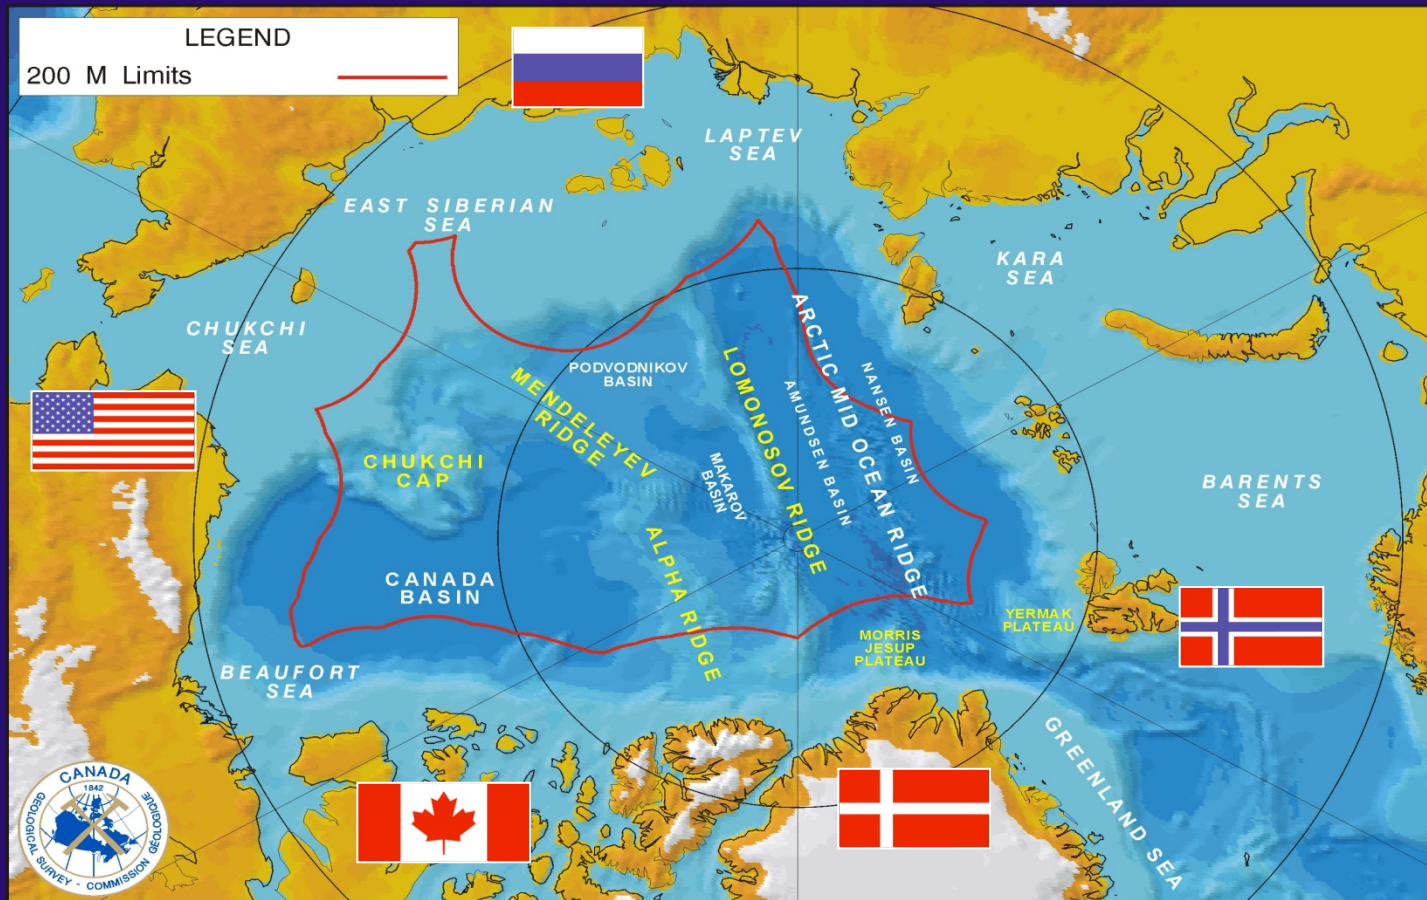 LEGEND
200 M Limits
LAPTEV
SEA
EAST SIBERIAN
SEA
KARA
SEA
CHUKCHI
SEA
PODVODNIKOV
BASIN
MENDELEYEV
RIDGE
LOMONOSOV RIDGE
ARCTIC MID OCEAN RIDGE
AMUNDSEN BASIN
NANSEN BASIN
CHUKCHI
CAP
MAKAROV
BASIN
BARENTS
SEA
ALPHA RIDGE
CANADA
BASIN
YERMAK
PLATEAU
MORRIS
JESUP
PLATEAU
BEAUFORT
SEA
GREENLAND SEA
CANADA
1842
GEOLOGICAL SURVEY - COMMISSION GÉOLOGIQUE